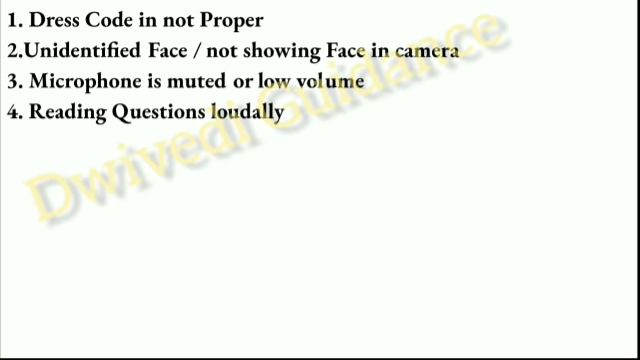 1. Dress Code in not Proper
2.Unidentified Face / not showing Face in camera
3. Microphone is muted or low volume
4. Reading Questions loudally
Dwivedi Guidance